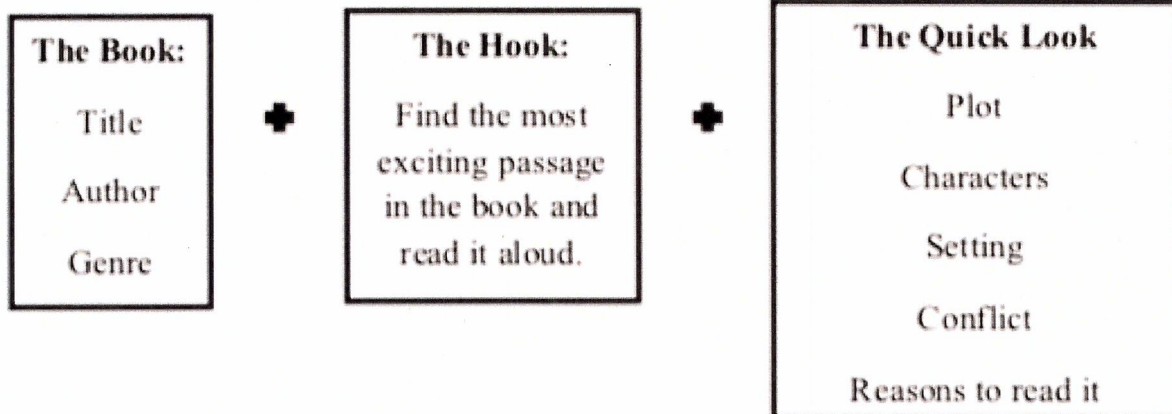 The Book:
Title
Author
Genre
The Hook:
Find the most
exciting passage
in the book and
read it aloud.
The Quick Look
Plot
Characters
Setting
Conflict
Reasons to read it